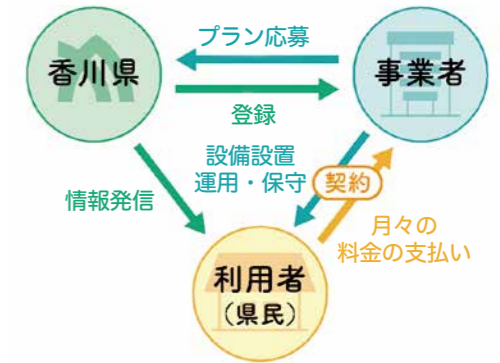 プラン応募
香川県
事業者
登録
設備設置
運用・保守
契約
情報発信
月々の
料金の支払い
利用者
（県民）